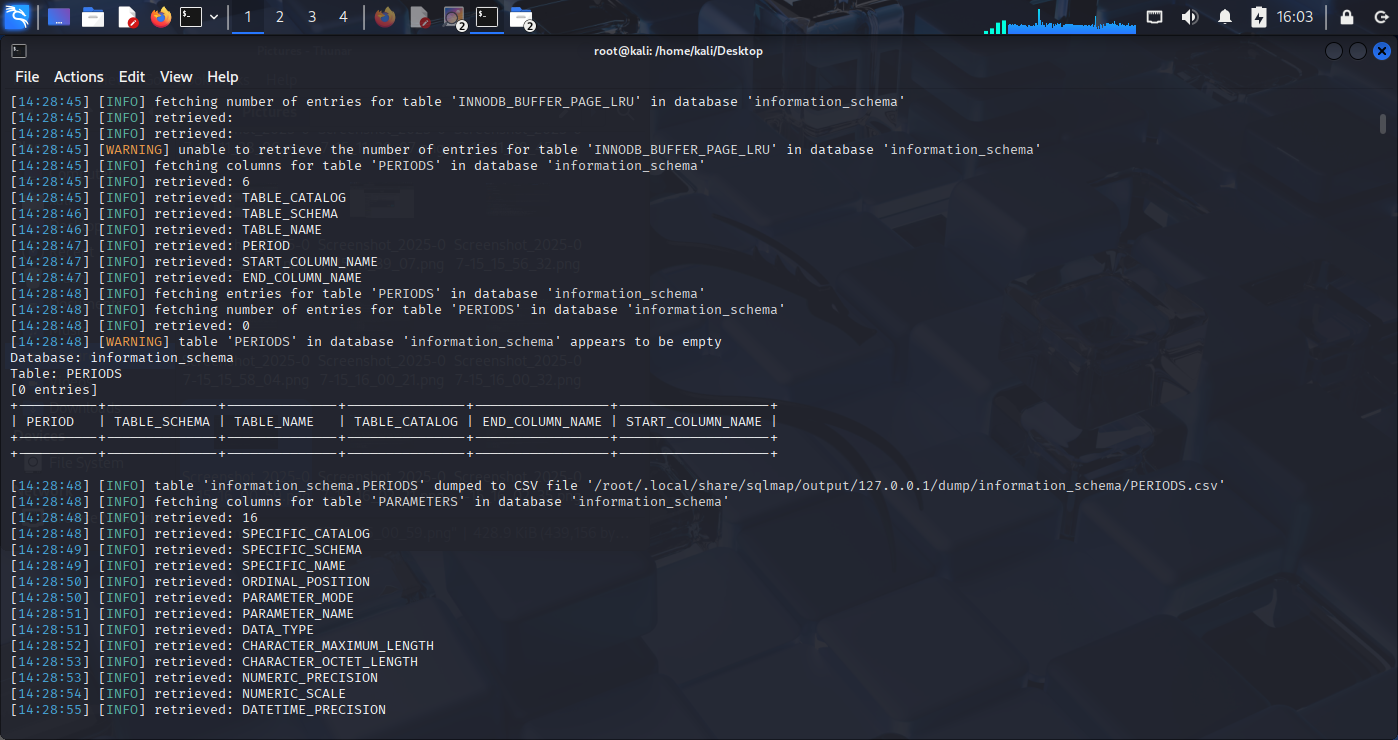 1 2 3 4 2 2 16:03
root@kali: /home/kali/Desktop
File Actions Edit View Help
[14:28:45] [INFO] fetching number of entries for table 'INNODB_BUFFER_PAGE_LRU' in database 'information_schema'
[14:28:45] [INFO] retrieved:
[14:28:45] [INFO] retrieved:
[14:28:45] [WARNING] unable to retrieve the number of entries for table 'INNODB_BUFFER_PAGE_LRU' in database 'information_schema'
[14:28:45] [INFO] fetching columns for table 'PERIODS' in database 'information_schema'
[14:28:45] [INFO] retrieved: 6
[14:28:45] [INFO] retrieved: TABLE_CATALOG
[14:28:46] [INFO] retrieved: TABLE_SCHEMA
[14:28:46] [INFO] retrieved: TABLE_NAME
[14:28:47] [INFO] retrieved: PERIOD
[14:28:47] [INFO] retrieved: START_COLUMN_NAME
[14:28:47] [INFO] retrieved: END_COLUMN_NAME
[14:28:48] [INFO] fetching entries for table 'PERIODS' in database 'information_schema'
[14:28:48] [INFO] fetching number of entries for table 'PERIODS' in database 'information_schema'
[14:28:48] [INFO] retrieved: 0
[14:28:48] [WARNING] table 'PERIODS' in database 'information_schema' appears to be empty
Database: information_schema
Table: PERIODS
[0 entries]
+----------+--------------+--------------+---------------+-----------------+-------------------+
| PERIOD | TABLE_SCHEMA | TABLE_NAME | TABLE_CATALOG | END_COLUMN_NAME | START_COLUMN_NAME |
+----------+--------------+--------------+---------------+-----------------+-------------------+
+----------+--------------+--------------+---------------+-----------------+-------------------+
[14:28:48] [INFO] table 'information_schema.PERIODS' dumped to CSV file '/root/.local/share/sqlmap/output/127.0.0.1/dump/information_schema/PERIODS.csv'
[14:28:48] [INFO] fetching columns for table 'PARAMETERS' in database 'information_schema'
[14:28:48] [INFO] retrieved: 16
[14:28:48] [INFO] retrieved: SPECIFIC_CATALOG
[14:28:49] [INFO] retrieved: SPECIFIC_SCHEMA
[14:28:49] [INFO] retrieved: SPECIFIC_NAME
[14:28:50] [INFO] retrieved: ORDINAL_POSITION
[14:28:50] [INFO] retrieved: PARAMETER_MODE
[14:28:51] [INFO] retrieved: PARAMETER_NAME
[14:28:51] [INFO] retrieved: DATA_TYPE
[14:28:52] [INFO] retrieved: CHARACTER_MAXIMUM_LENGTH
[14:28:53] [INFO] retrieved: CHARACTER_OCTET_LENGTH
[14:28:53] [INFO] retrieved: NUMERIC_PRECISION
[14:28:54] [INFO] retrieved: NUMERIC_SCALE
[14:28:55] [INFO] retrieved: DATETIME_PRECISION